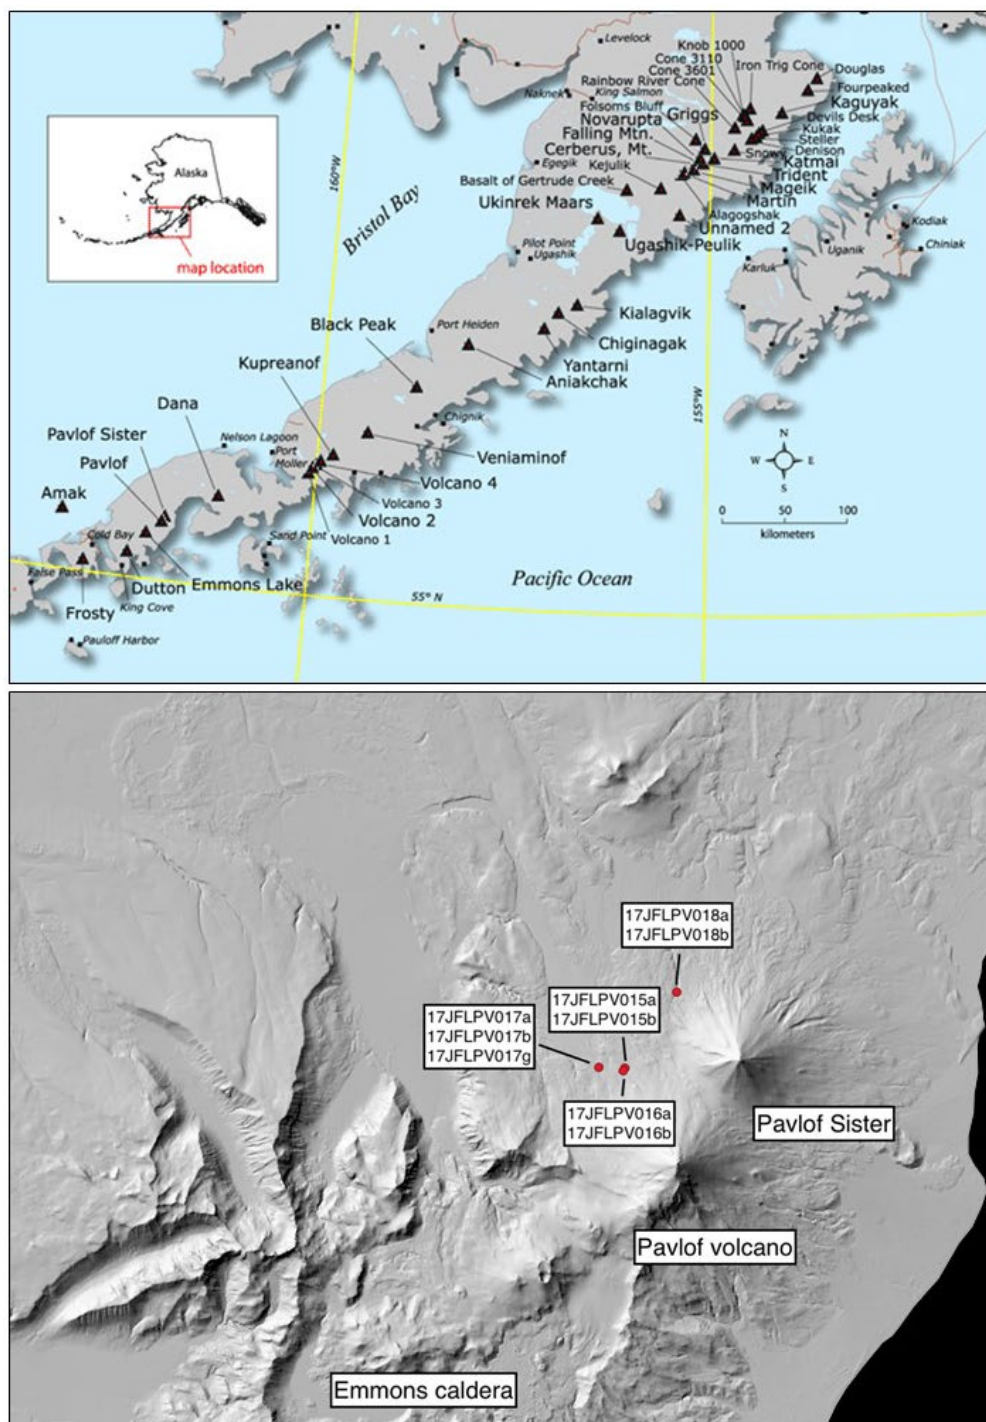 Levelock
Knob 1000
Cone 3110
Cone 3601
Iron Trig Cone
Douglas
Rainbow River Cone
Fourpeaked
Naknek
King Salmon
Folsoms Bluff
Griggs
Kaguyak
Novarupta
Devils Desk
Falling Mtn.
Kukak
Steller
Cerberus, Mt.
Denison
Snowy
Katmai
Egegik
Kejulik
Trident
Basalt of Gertrude Creek
Mageik
Martin
Ukinrek Maars
Alagogshak
Unnamed 2
Kodiak
Pilot Point
Ugashik
Ugashik-Peulik
Uganik
Chiniak
Karluk
Alaska
map location
160°W
Bristol Bay
Kialagvik
Black Peak
Port Heiden
Chiginagak
Yantarni
Aniakchak
Kupreanof
155°W
Dana
Chignik
Pavlof Sister
Nelson Lagoon
Port
Moller
Veniaminof
N
W E
S
Pavlof
Volcano 4
Amak
Volcano 3
Volcano 2
0 100
kilometers
Cold Bay
Sand Point
Volcano 1
False Pass
Dutton
Emmons Lake
Pacific Ocean
King Cove
55° N
Frosty
Pauloff Harbor
17JFLPV018a
17JFLPV018b
17JFLPV015a
17JFLPV015b
17JFLPV017a
17JFLPV017b
17JFLPV017g
17JFLPV016a
17JFLPV016b
Pavlof Sister
Pavlof volcano
Emmons caldera